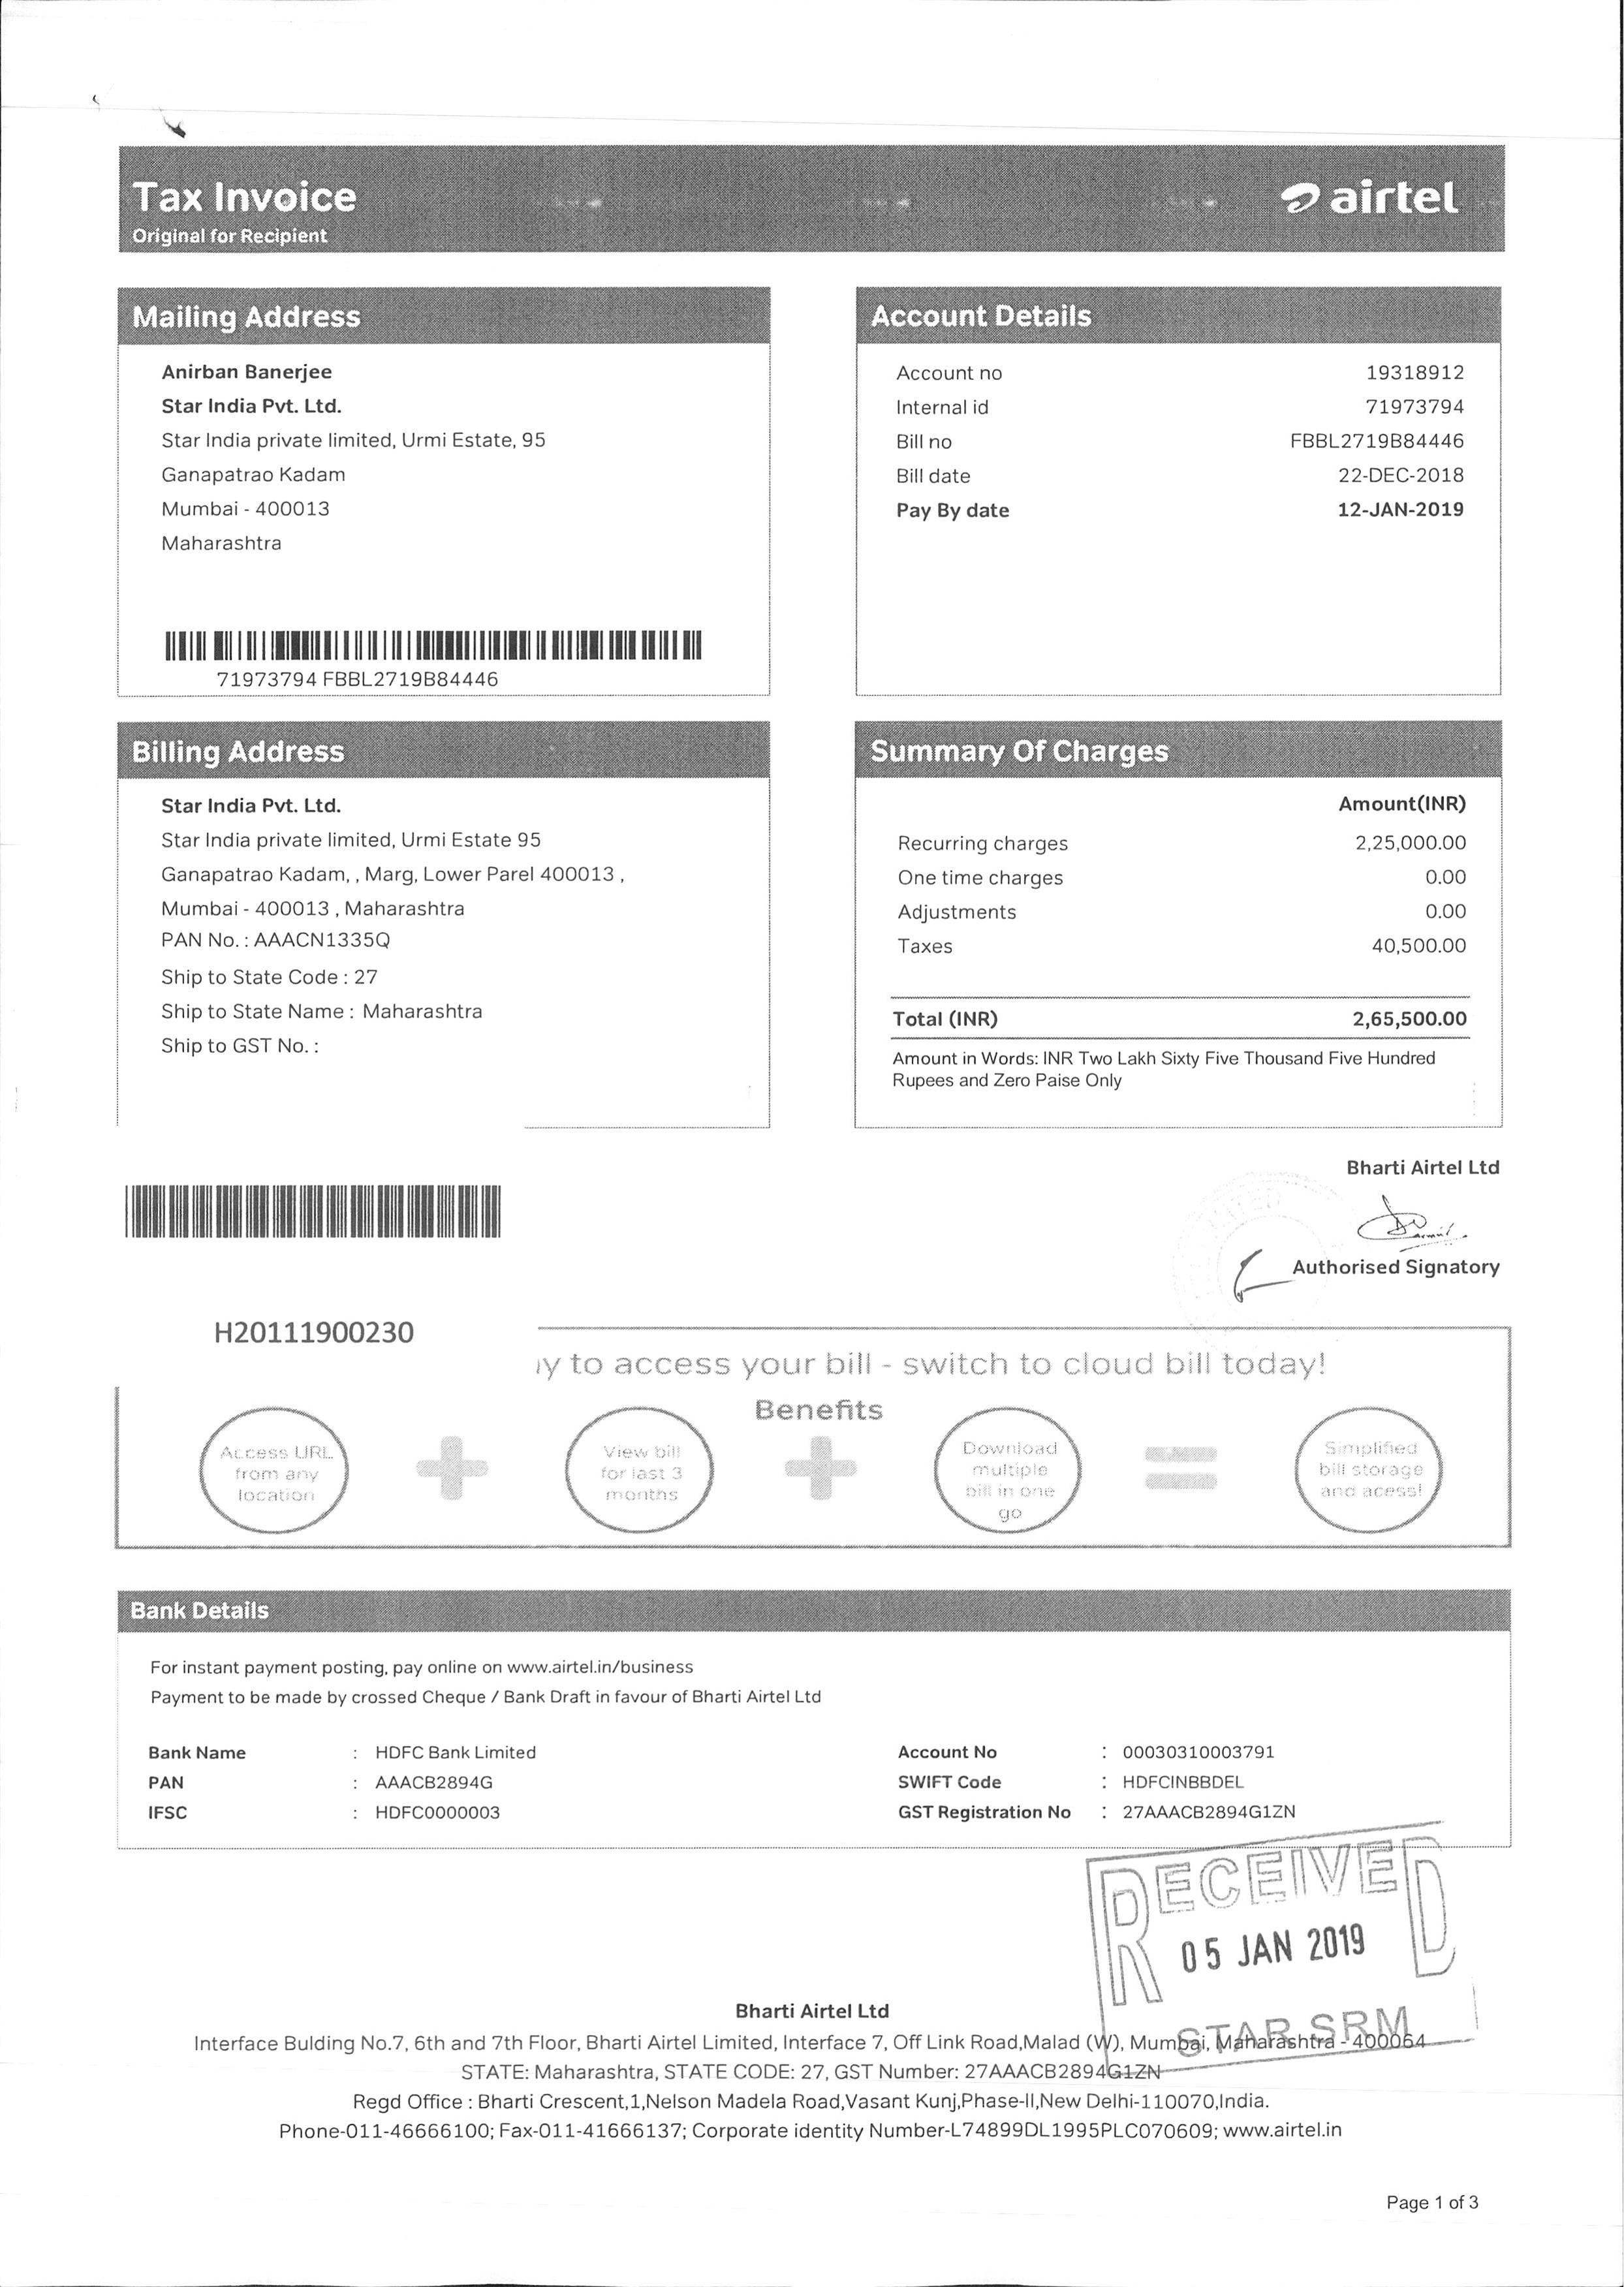 Tax Invoice
Original for Recipient
airtel
Mailing Address
Anirban Banerjee
Star India Pvt. Ltd.
Star India private limited, Urmi Estate, 95
Ganapatrao Kadam
Mumbai - 400013
Maharashtra
71973794 FBBL2719B84446
Account Details
Account no 19318912
Internal id 71973794
Bill no FBBL2719B84446
Bill date 22-DEC-2018
Pay By date 12-JAN-2019
Billing Address
Star India Pvt. Ltd.
Star India private limited, Urmi Estate 95
Ganapatrao Kadam, , Marg, Lower Parel 400013 ,
Mumbai - 400013 , Maharashtra
PAN No. : AAACN1335Q
Ship to State Code : 27
Ship to State Name : Maharashtra
Ship to GST No. :
Summary Of Charges
Amount(INR)
Recurring charges 2,25,000.00
One time charges 0.00
Adjustments 0.00
Taxes 40,500.00
Total (INR) 2,65,500.00
Amount in Words: INR Two Lakh Sixty Five Thousand Five Hundred
Rupees and Zero Paise Only
Bharti Airtel Ltd
Authorised Signatory
H20111900230
to access your bill - switch to cloud bill today!
Benefits
Access URL
from any
location
View bill
for last 3
months
Download
multiple
bill in one
go
Simplified
bill storage
and acess!
Bank Details
For instant payment posting, pay online on www.airtel.in/business
Payment to be made by crossed Cheque / Bank Draft in favour of Bharti Airtel Ltd
Bank Name : HDFC Bank Limited
PAN : AAACB2894G
IFSC : HDFC0000003
Account No : 00030310003791
SWIFT Code : HDFCINBBDEL
GST Registration No : 27AAACB2894G1ZN
RECEIVED
05 JAN 2019
STAR SRM
Bharti Airtel Ltd
Interface Bulding No.7, 6th and 7th Floor, Bharti Airtel Limited, Interface 7, Off Link Road,Malad (W), Mumbai, Maharashtra - 400064
STATE: Maharashtra, STATE CODE: 27, GST Number: 27AAACB2894G1ZN
Regd Office : Bharti Crescent,1,Nelson Madela Road,Vasant Kunj,Phase-II,New Delhi-110070,India.
Phone-011-46666100; Fax-011-41666137; Corporate identity Number-L74899DL1995PLC070609; www.airtel.in
Page 1 of 3